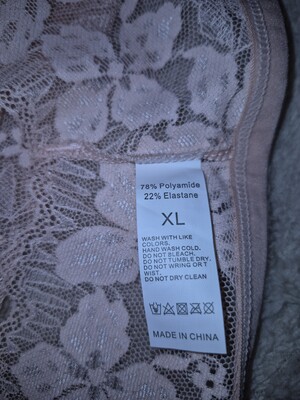 78% Polyamide
22% Elastane
XL
WASH WITH LIKE
COLORS.
HAND WASH COLD.
DO NOT BLEACH.
DO NOT TUMBLE DRY.
DO NOT WRING OR T
WIST.
DO NOT DRY CLEAN
MADE IN CHINA